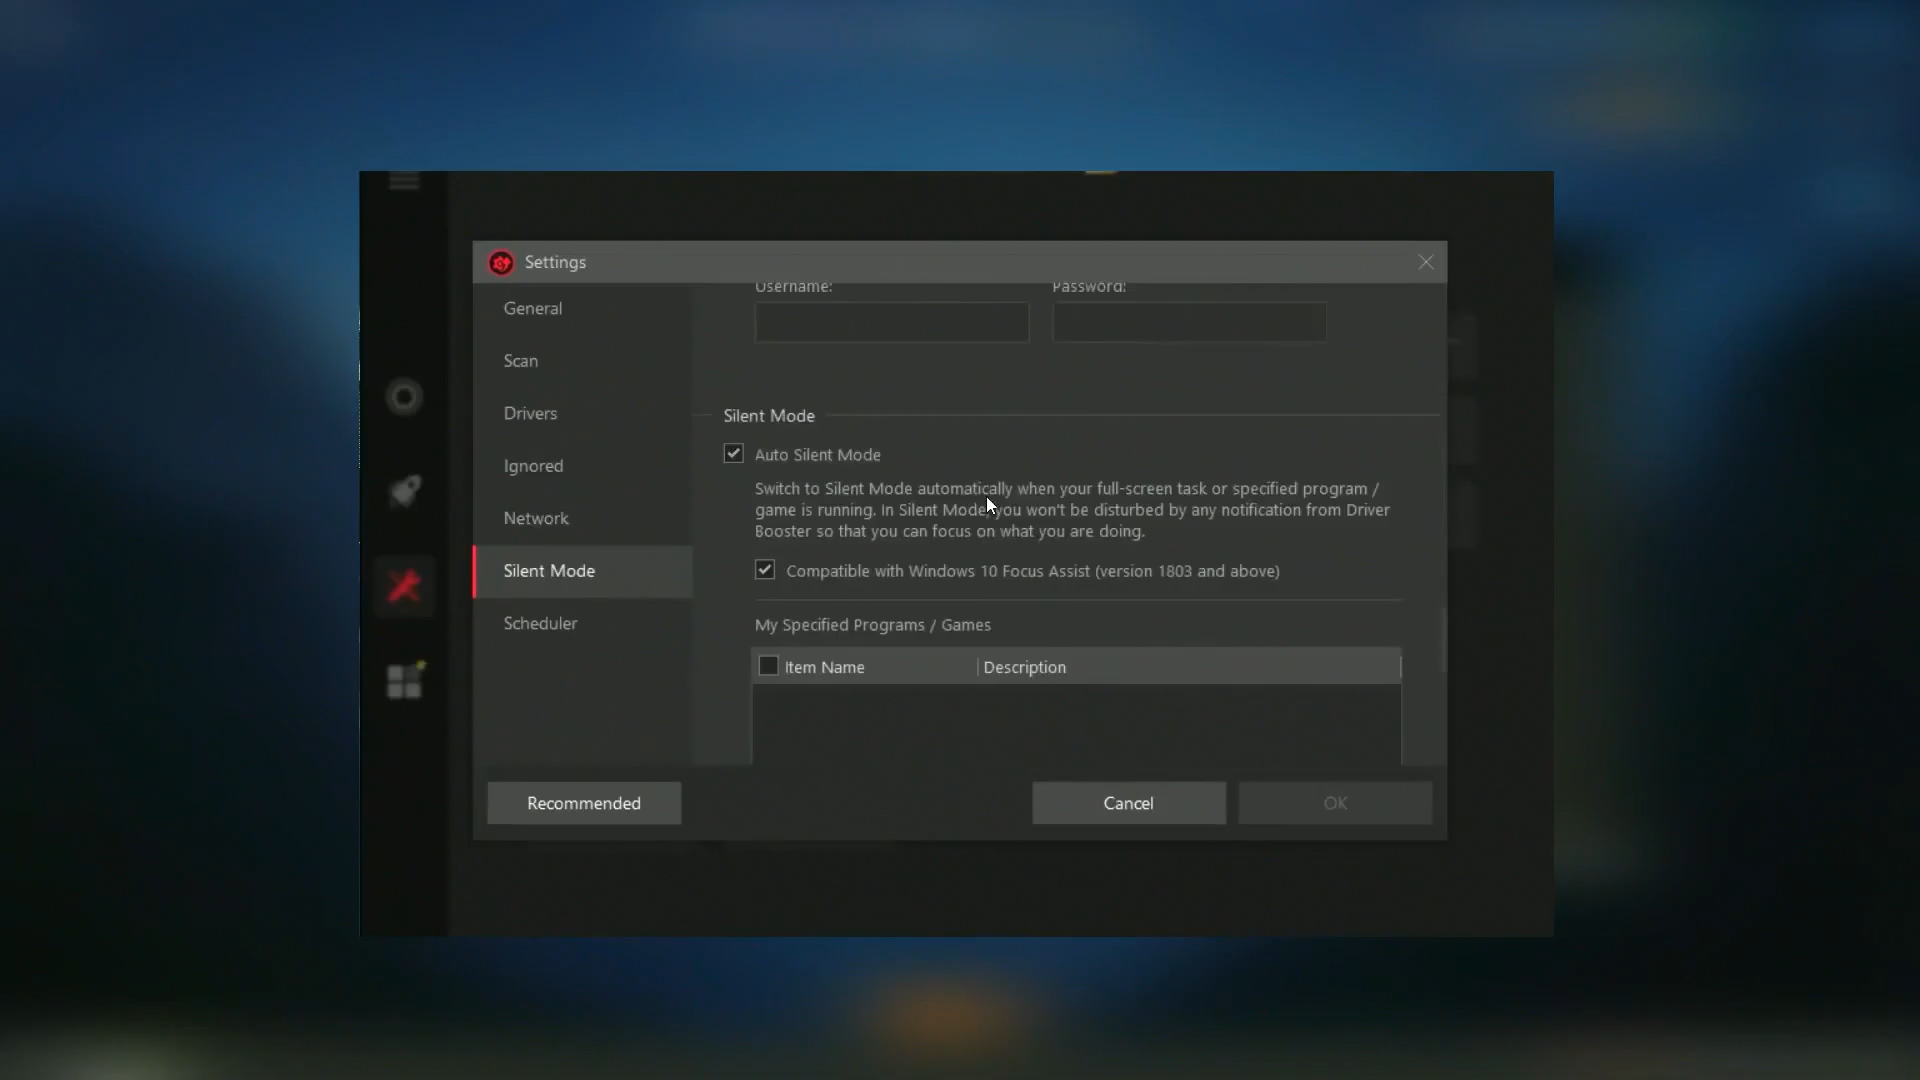 Settings
General
Scan
Drivers
Ignored
Network
Silent Mode
Scheduler
Username:
Password:
Silent Mode
Auto Silent Mode
Switch to Silent Mode automatically when your full-screen task or specified program /
game is running. In Silent Mode, you won't be disturbed by any notification from Driver
Booster so that you can focus on what you are doing.
Compatible with Windows 10 Focus Assist (version 1803 and above)
My Specified Programs / Games
Item Name
Description
Recommended
Cancel
OK